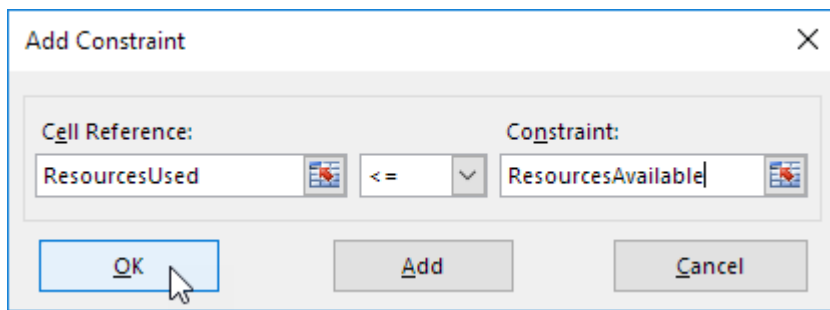 Add Constraint
Cell Reference: Constraint:
ResourcesUsed <= ResourcesAvailable
OK Add Cancel